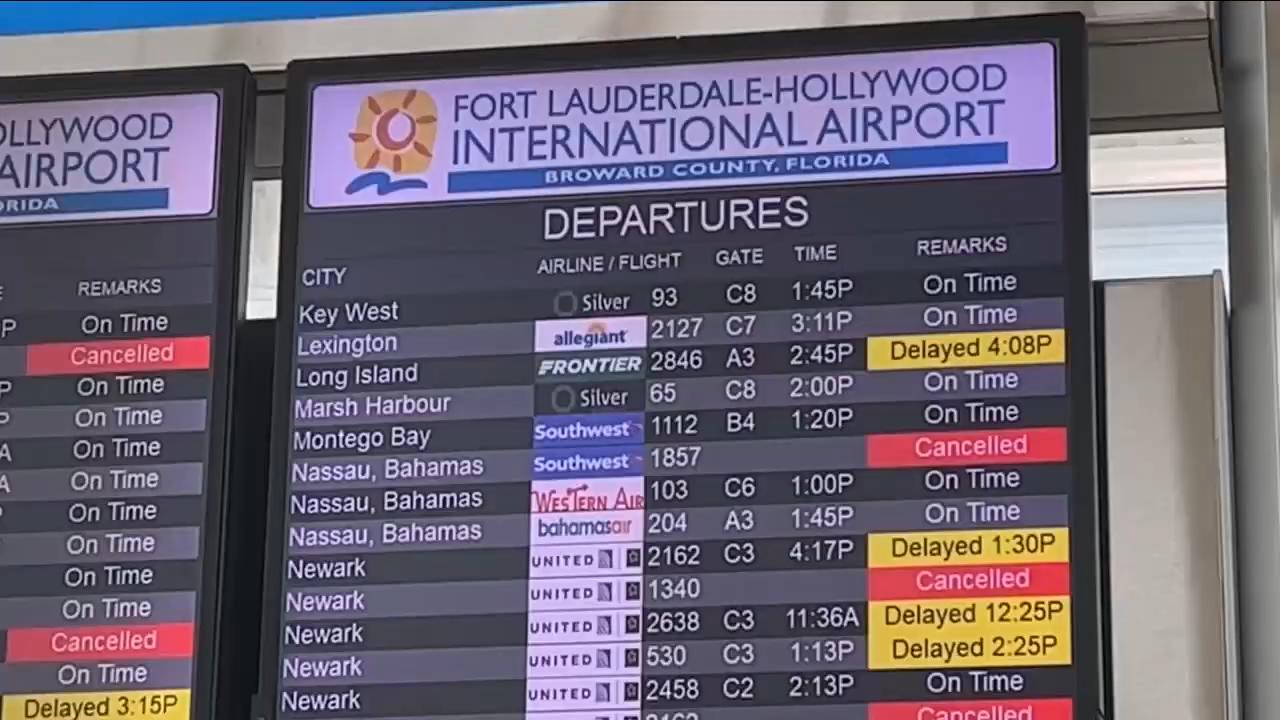 OLLYWOOD
AIRPORT
RIDA
REMARKS
P On Time
Cancelled
P On Time
P On Time
A On Time
A On Time
On Time
On Time
On Time
On Time
Cancelled
On Time
Delayed 3:15P
FORT LAUDERDALE-HOLLYWOOD
INTERNATIONAL AIRPORT
BROWARD COUNTY, FLORIDA
DEPARTURES
CITY AIRLINE / FLIGHT GATE TIME REMARKS
Key West Silver 93 C8 1:45P On Time
Lexington allegiant 2127 C7 3:11P On Time
Long Island FRONTIER 2846 A3 2:45P Delayed 4:08P
Marsh Harbour Silver 65 C8 2:00P On Time
Montego Bay Southwest 1112 B4 1:20P On Time
Nassau, Bahamas Southwest 1857 Cancelled
Nassau, Bahamas WESTERN AIR 103 C6 1:00P On Time
Nassau, Bahamas bahamasair 204 A3 1:45P On Time
Newark UNITED 2162 C3 4:17P Delayed 1:30P
Newark UNITED 1340 Cancelled
Newark UNITED 2638 C3 11:36A Delayed 12:25P
Newark UNITED 530 C3 1:13P Delayed 2:25P
Newark UNITED 2458 C2 2:13P On Time
Cancelled